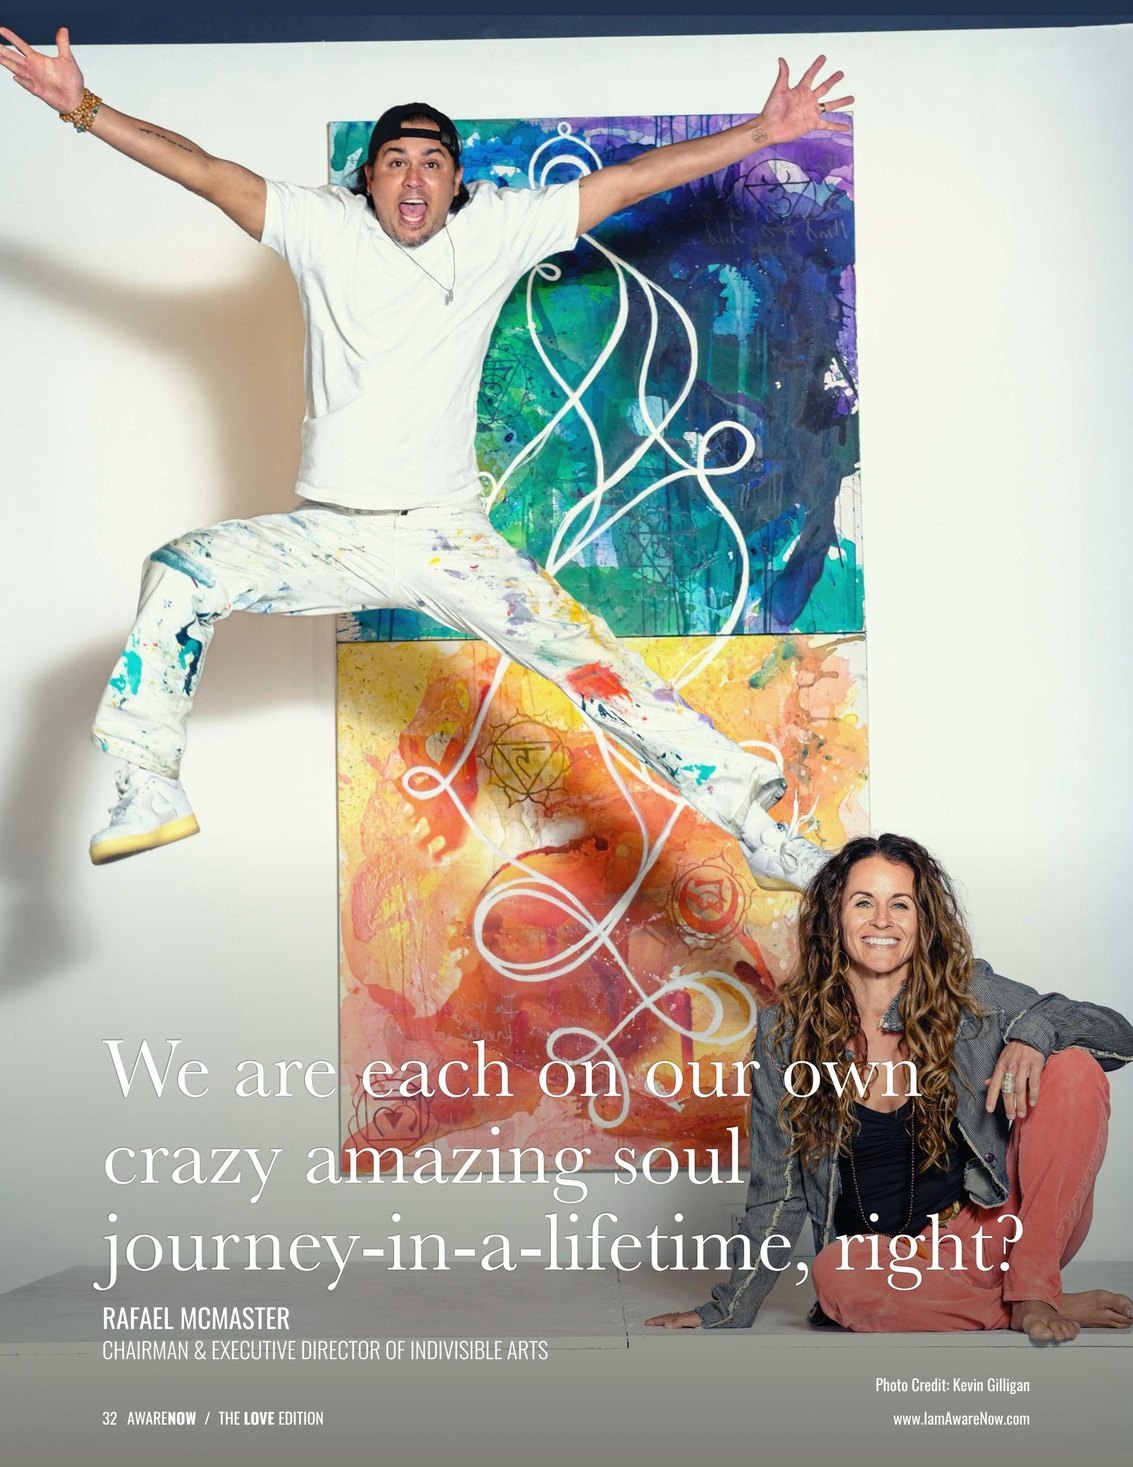 We are each on our own
crazy amazing soul
journey-in-a-lifetime, right?
RAFAEL MCMASTER
CHAIRMAN & EXECUTIVE DIRECTOR OF INDIVISIBLE ARTS
Photo Credit: Kevin Gilligan
32 AWARENOW / THE LOVE EDITION
www.IamAwareNow.com